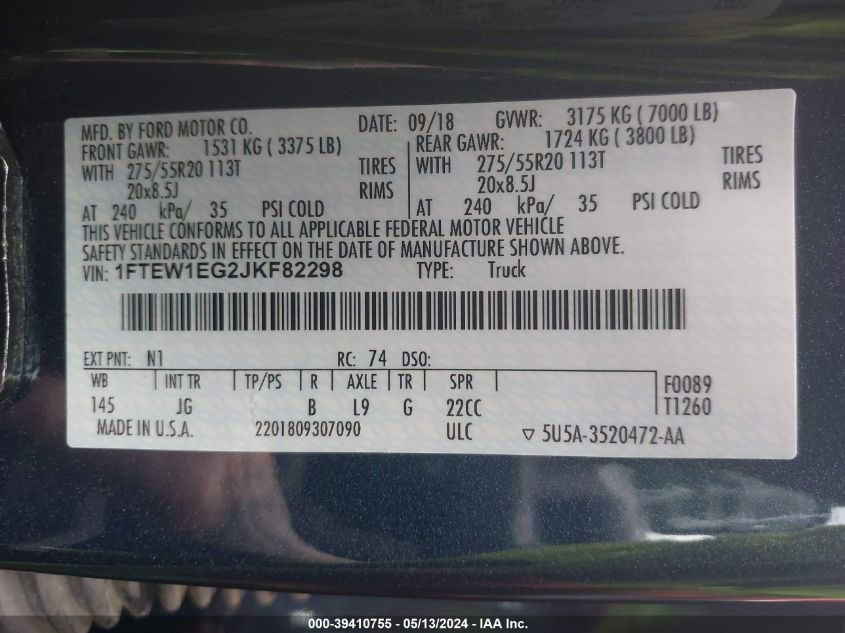 MFD. BY FORD MOTOR CO. DATE: 09/18 GVWR: 3175 KG ( 7000 LB)
FRONT GAWR: 1531 KG ( 3375 LB) REAR GAWR: 1724 KG ( 3800 LB)
WITH 275/55R20 113T TIRES WITH 275/55R20 113T TIRES
20x8.5J RIMS 20x8.5J RIMS
AT 240 kPa/ 35 PSI COLD AT 240 kPa/ 35 PSI COLD
THIS VEHICLE CONFORMS TO ALL APPLICABLE FEDERAL MOTOR VEHICLE
SAFETY STANDARDS IN EFFECT ON THE DATE OF MANUFACTURE SHOWN ABOVE.
VIN: 1FTEW1EG2JKF82298 TYPE: Truck
EXT PNT: N1 RC: 74 DSO:
WB INT TR TP/PS R AXLE TR SPR F0089
145 JG B L9 G 22CC T1260
MADE IN U.S.A. 2201809307090 ULC ▽ 5U5A-3520472-AA
000-39410755 - 05/13/2024 - IAA Inc.